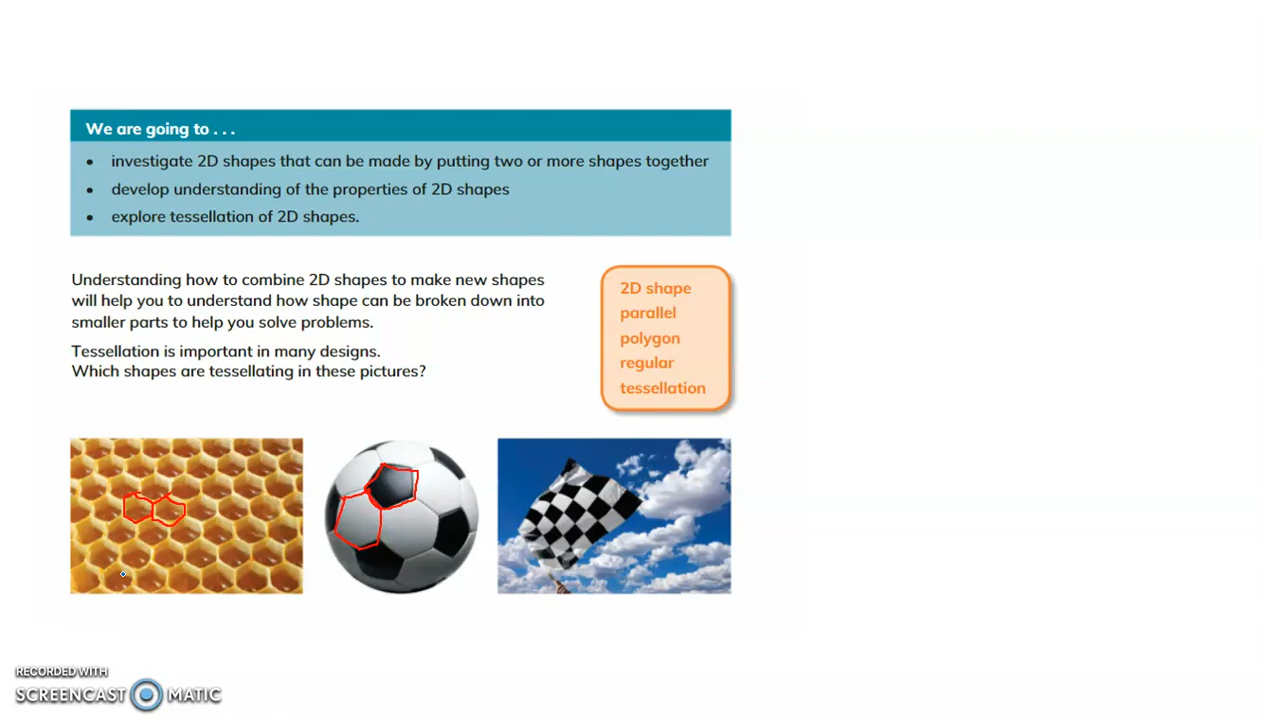 We are going to . . .
• investigate 2D shapes that can be made by putting two or more shapes together
• develop understanding of the properties of 2D shapes
• explore tessellation of 2D shapes.
Understanding how to combine 2D shapes to make new shapes
will help you to understand how shape can be broken down into
smaller parts to help you solve problems.
Tessellation is important in many designs.
Which shapes are tessellating in these pictures?
2D shape
parallel
polygon
regular
tessellation
RECORDED WITH
SCREENCAST MATIC